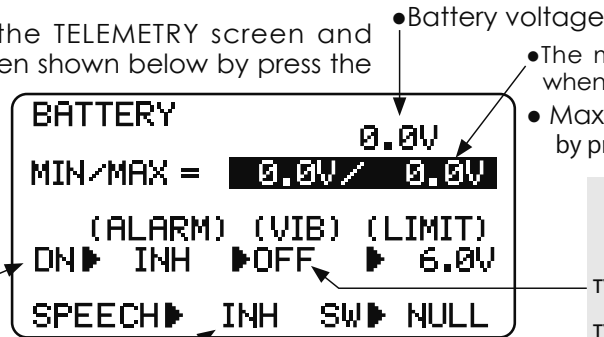 the TELEMETRY screen and
en shown below by press the
●Battery voltage
●The m
when
● Max
by pr
BATTERY
0.0V
MIN/MAX = 0.0V/ 0.0V
(ALARM) (VIB) (LIMIT)
DN▶ INH ▶OFF ▶ 6.0V
SPEECH▶ INH SW▶ NULL
T
T